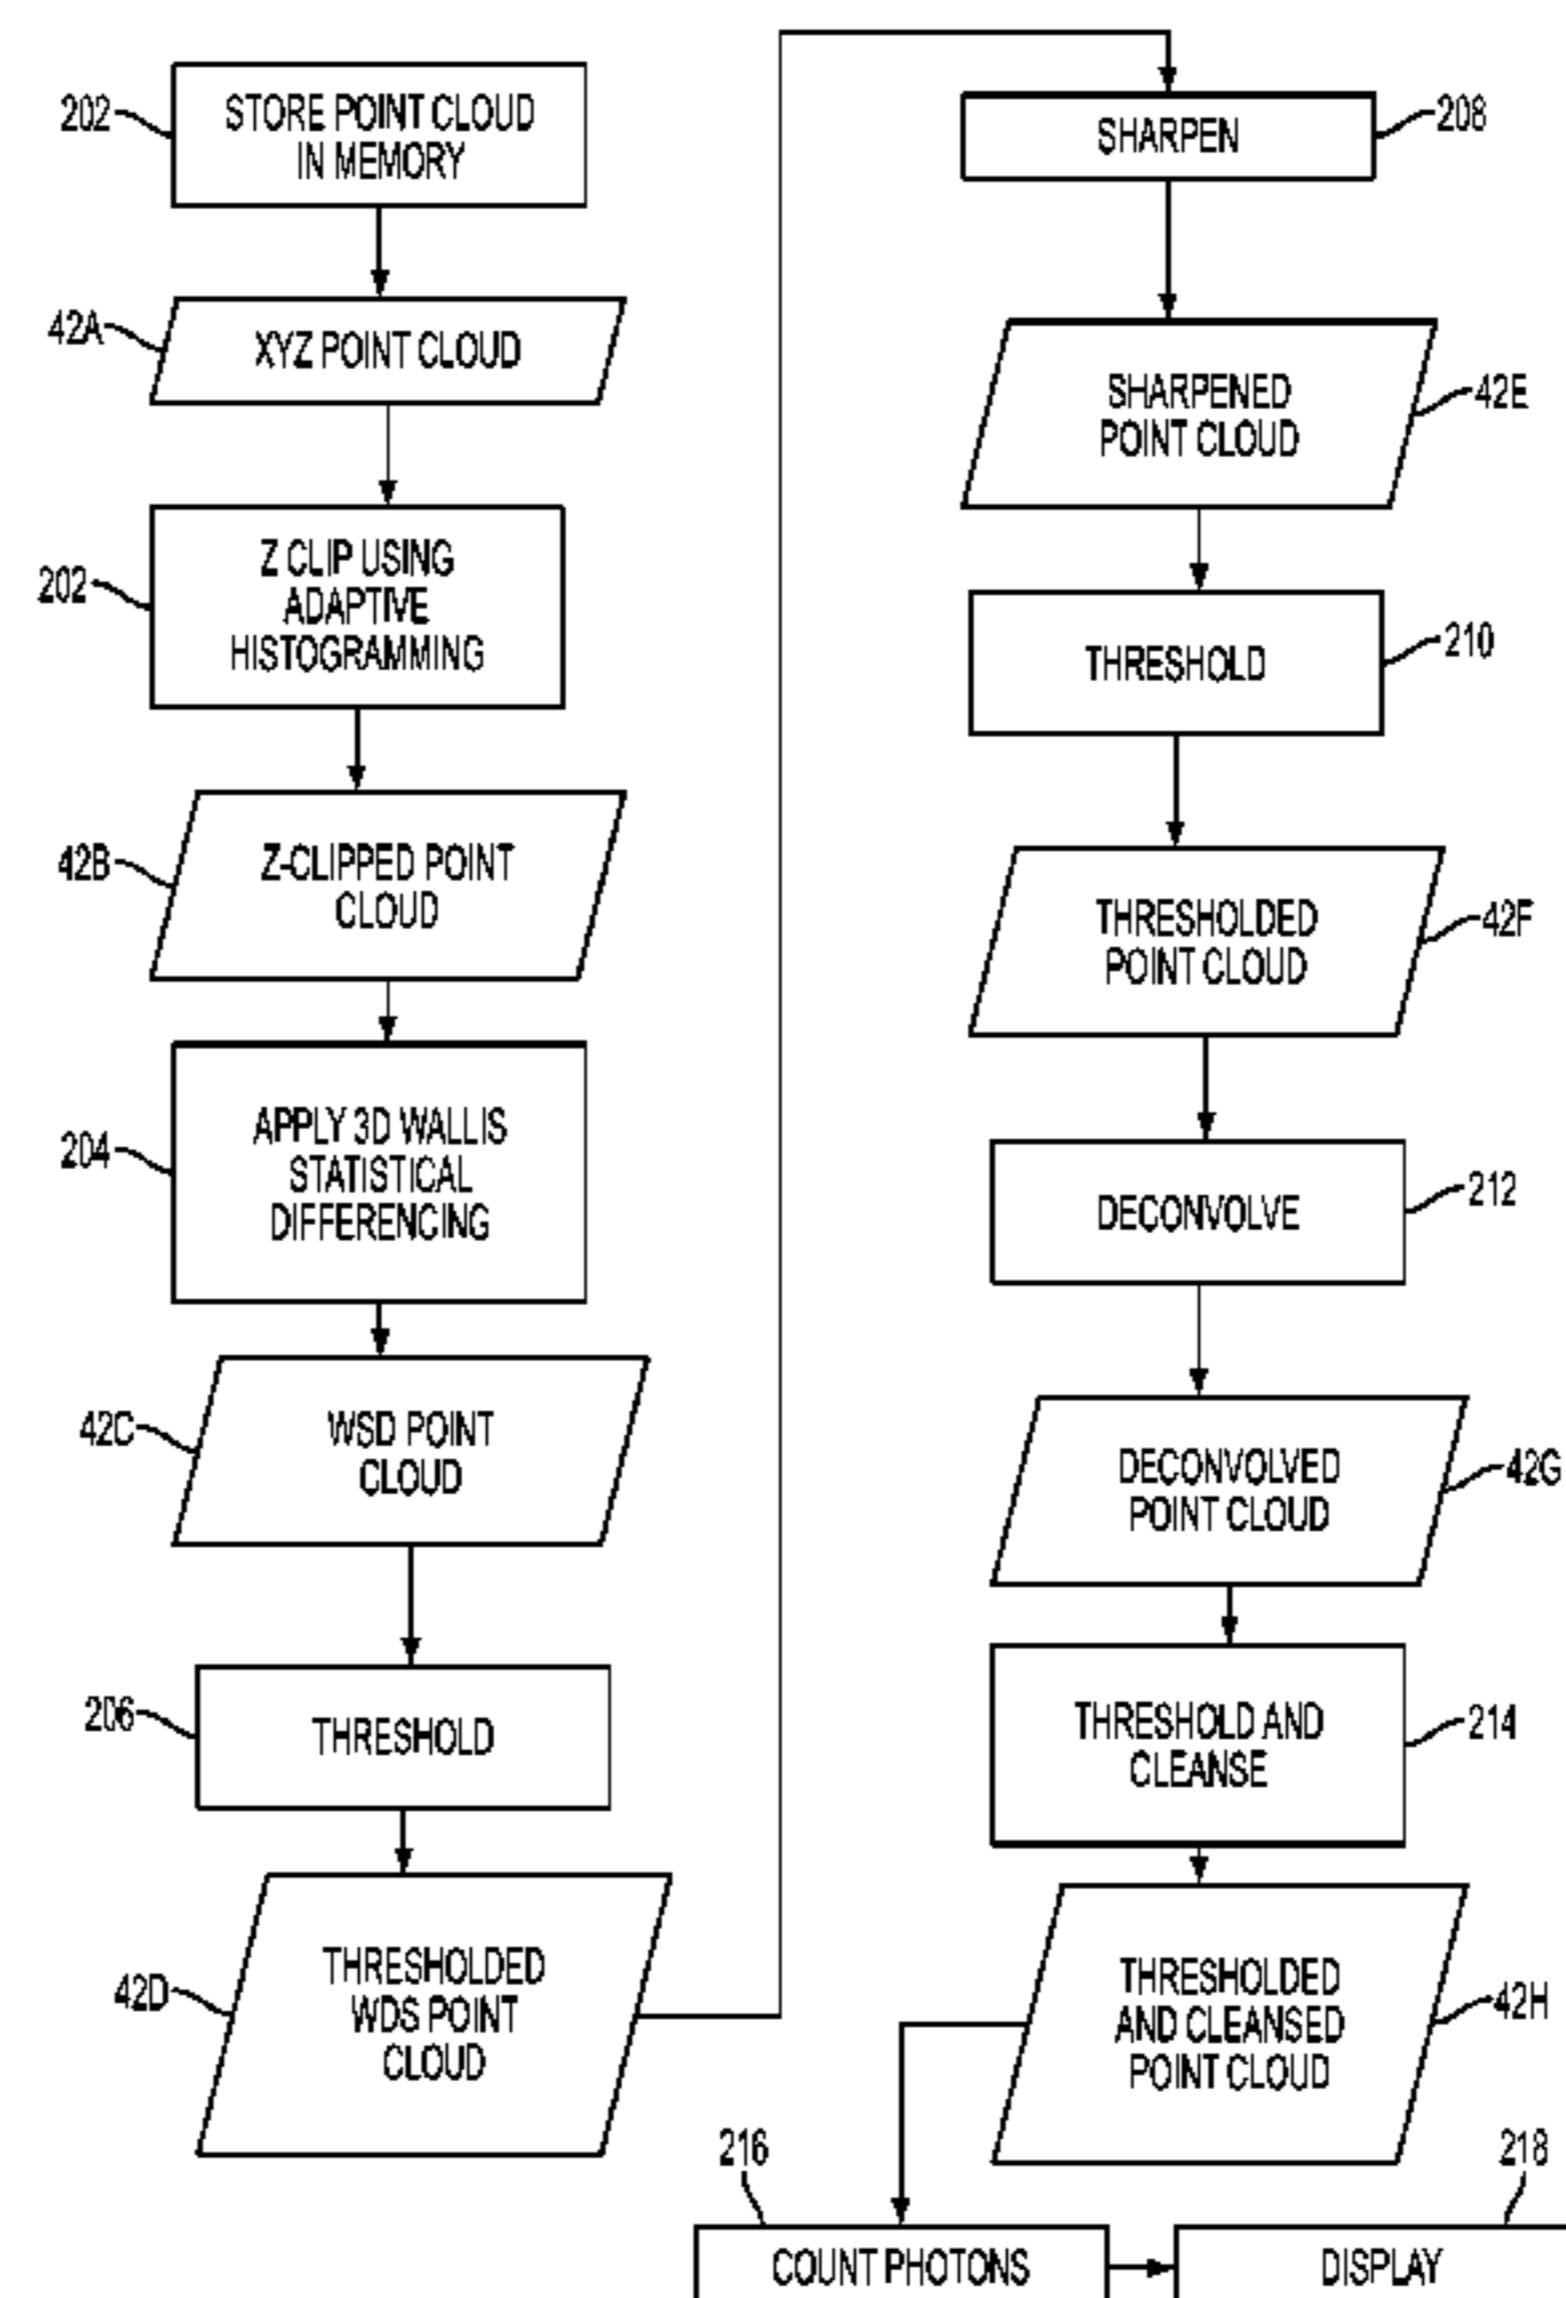 202
STORE POINT CLOUD
IN MEMORY
42A
XYZ POINT CLOUD
202
Z CLIP USING
ADAPTIVE
HISTOGRAMMING
42B
Z-CLIPPED POINT
CLOUD
204
APPLY 3D WALLIS
STATISTICAL
DIFFERENCING
42C
WSD POINT
CLOUD
206
THRESHOLD
42D
THRESHOLDED
WDS POINT
CLOUD
SHARPEN
208
SHARPENED
POINT CLOUD
42E
THRESHOLD
210
THRESHOLDED
POINT CLOUD
42F
DECONVOLVE
212
DECONVOLVED
POINT CLOUD
42G
THRESHOLD AND
CLEANSE
214
THRESHOLDED
AND CLEANSED
POINT CLOUD
42H
216
COUNT PHOTONS
218
DISPLAY